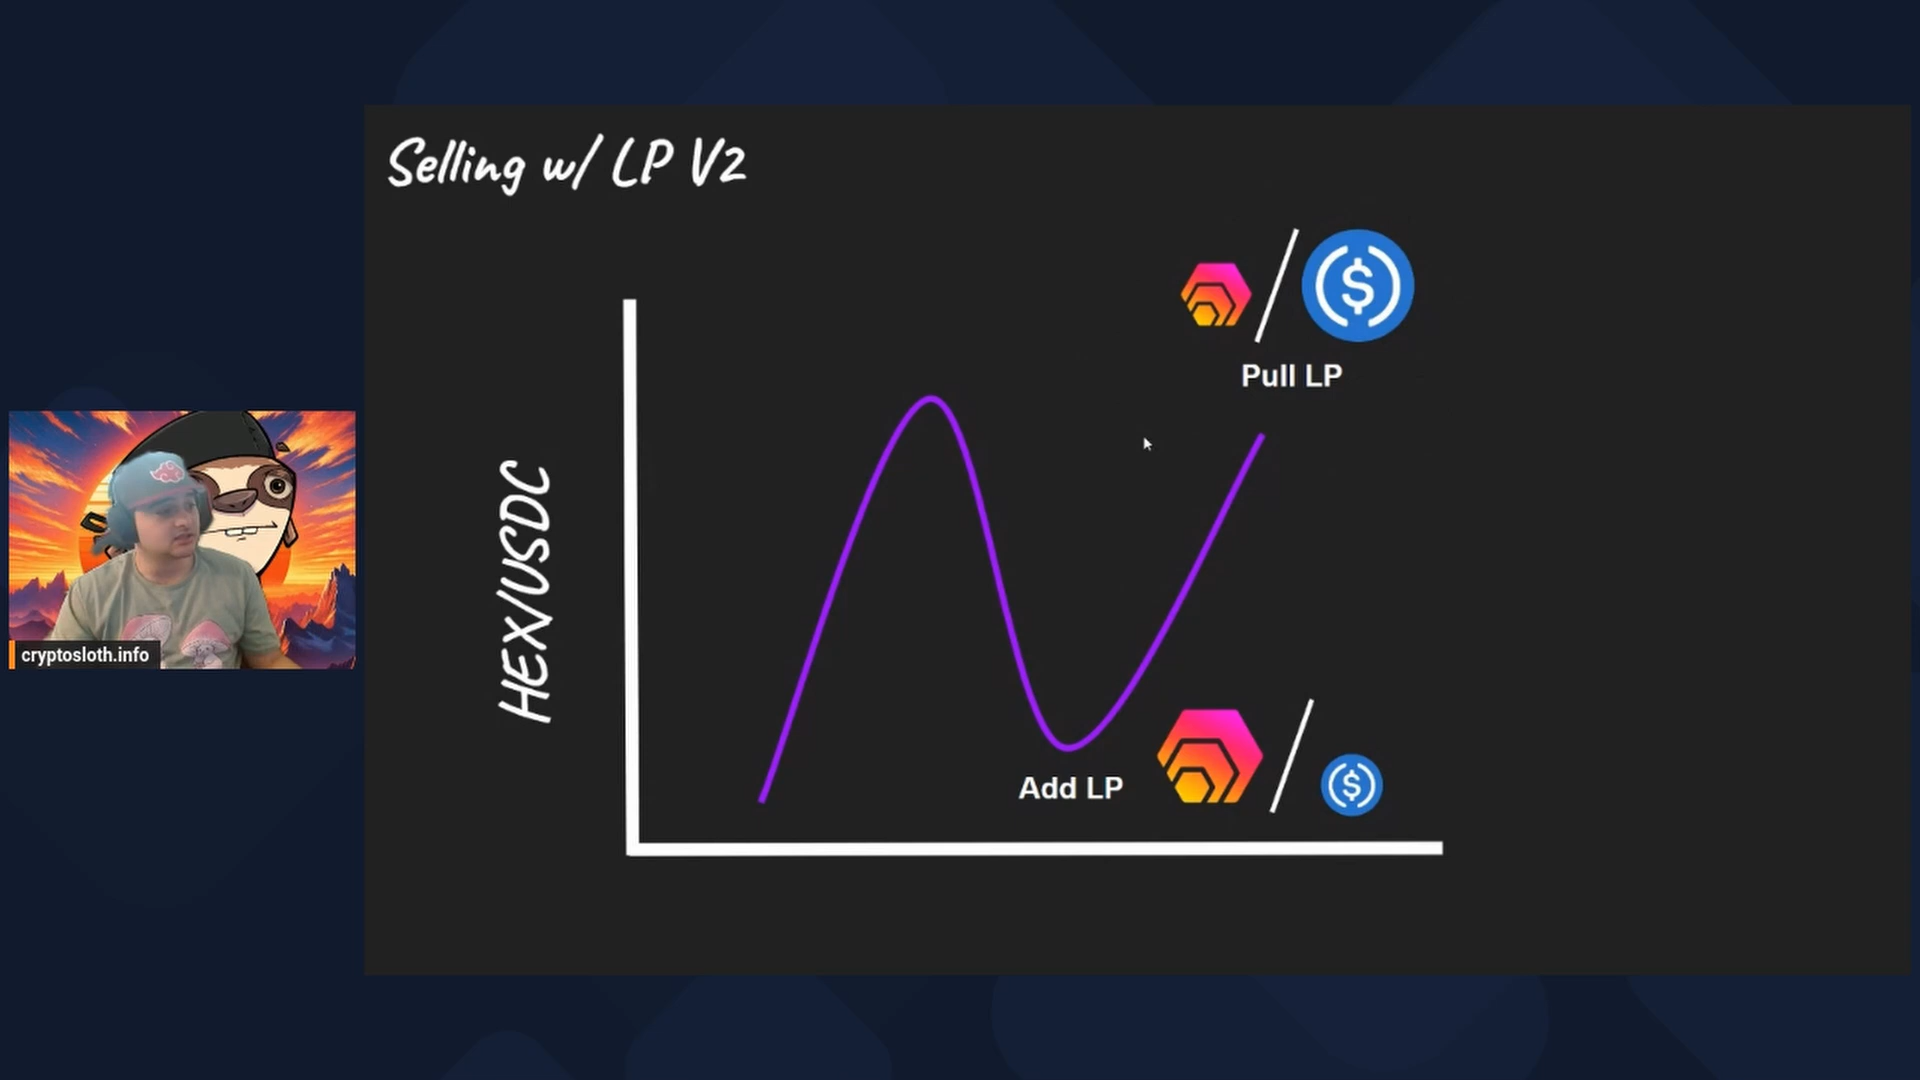 Selling w/ LP V2
Pull LP
HEX/USDC
Add LP
cryptosloth.info